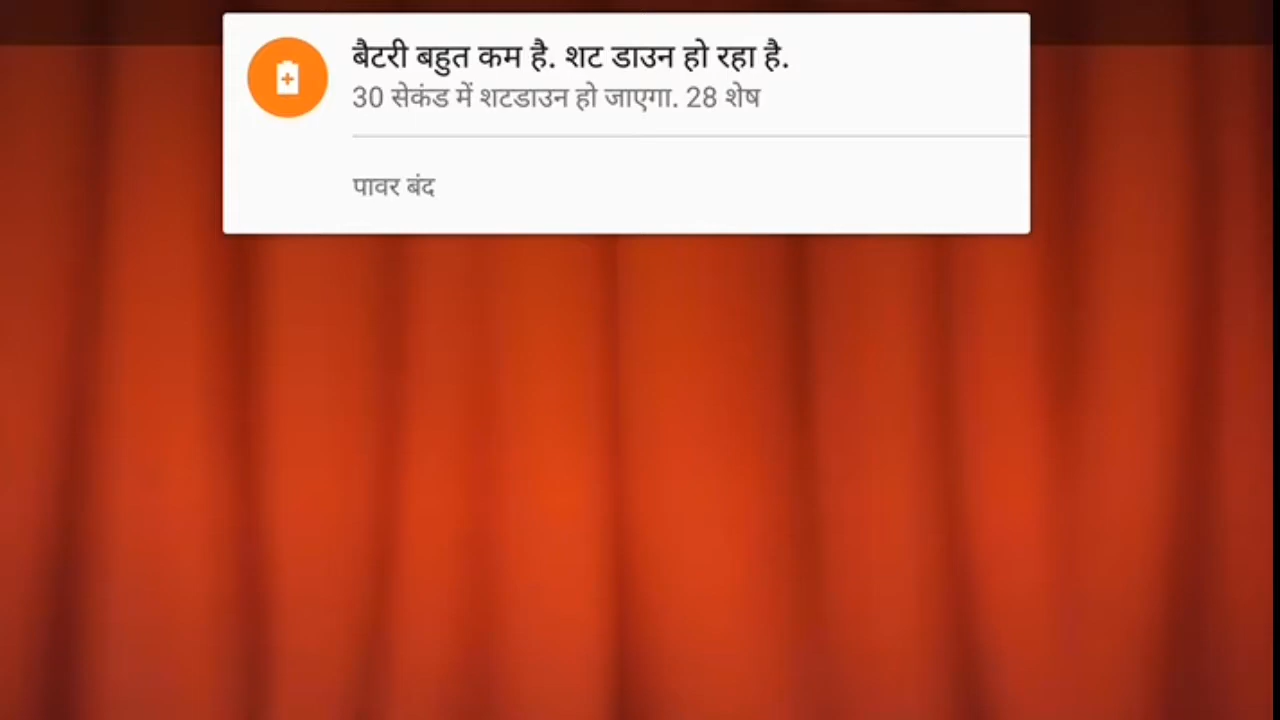 बैटरी बहुत कम है. शट डाउन हो रहा है.
30 सेकंड में शटडाउन हो जाएगा. 28 शेष
पावर बंद